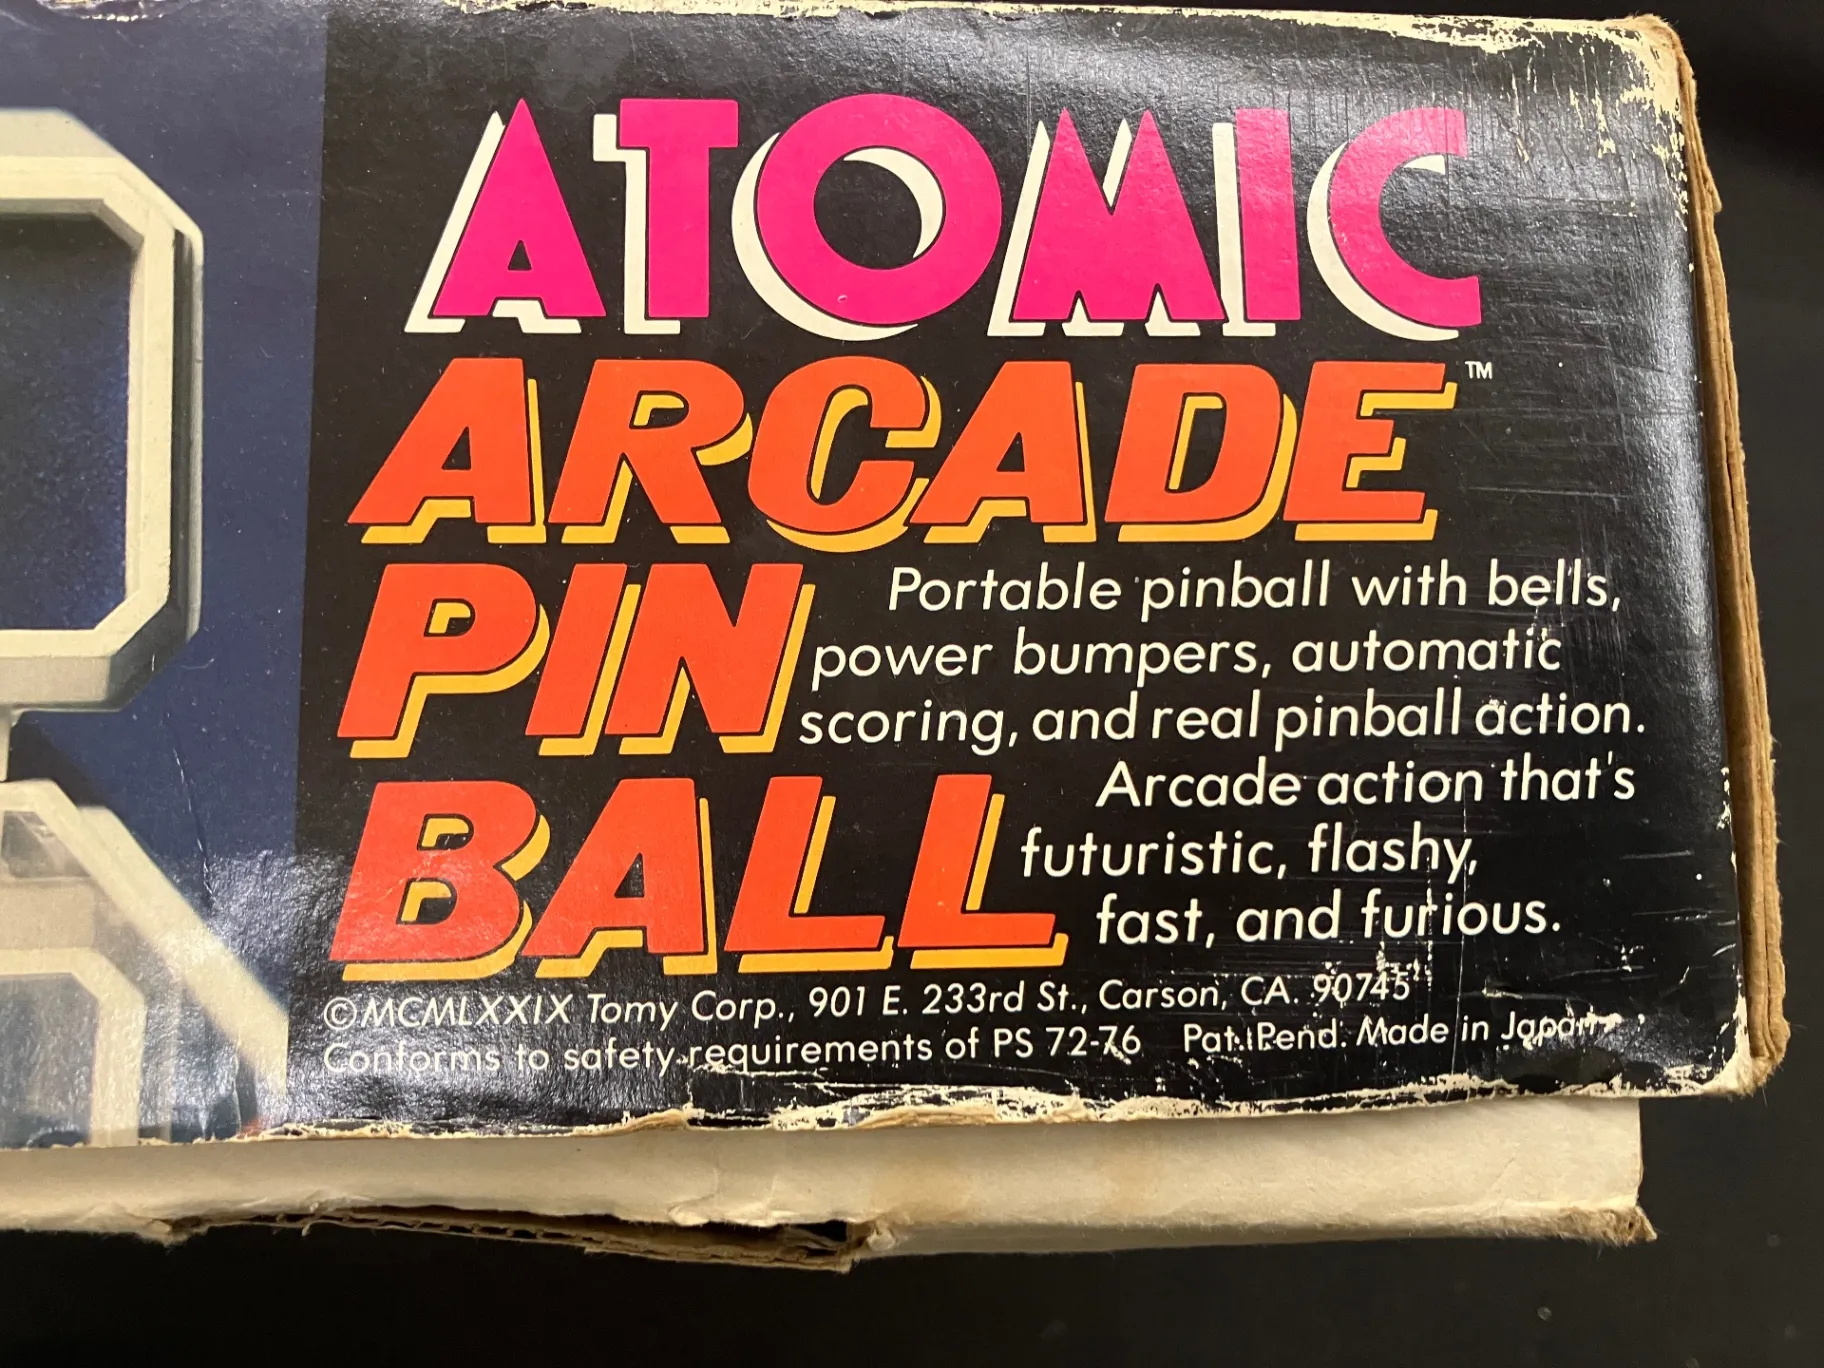 ATOMIC
ARCADE™
PIN
BALL
Portable pinball with bells,
power bumpers, automatic
scoring, and real pinball action.
Arcade action that's
futuristic, flashy,
fast, and furious.
©MCMLXXIX Tomy Corp., 901 E. 233rd St., Carson, CA. 90745
Conforms to safety requirements of PS 72-76 Pat. Pend. Made in Japan